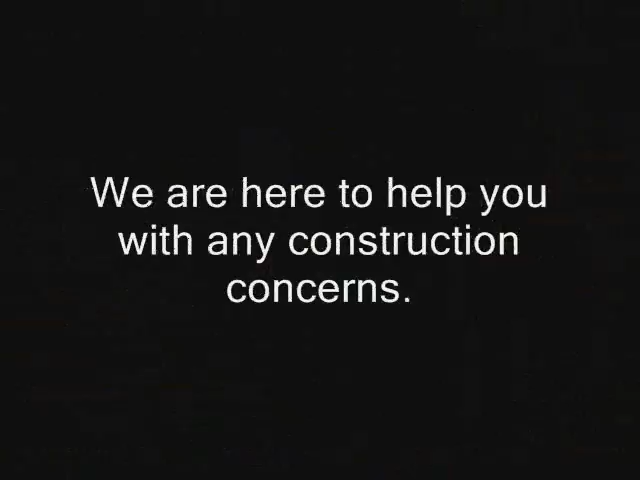 We are here to help you
with any construction
concerns.